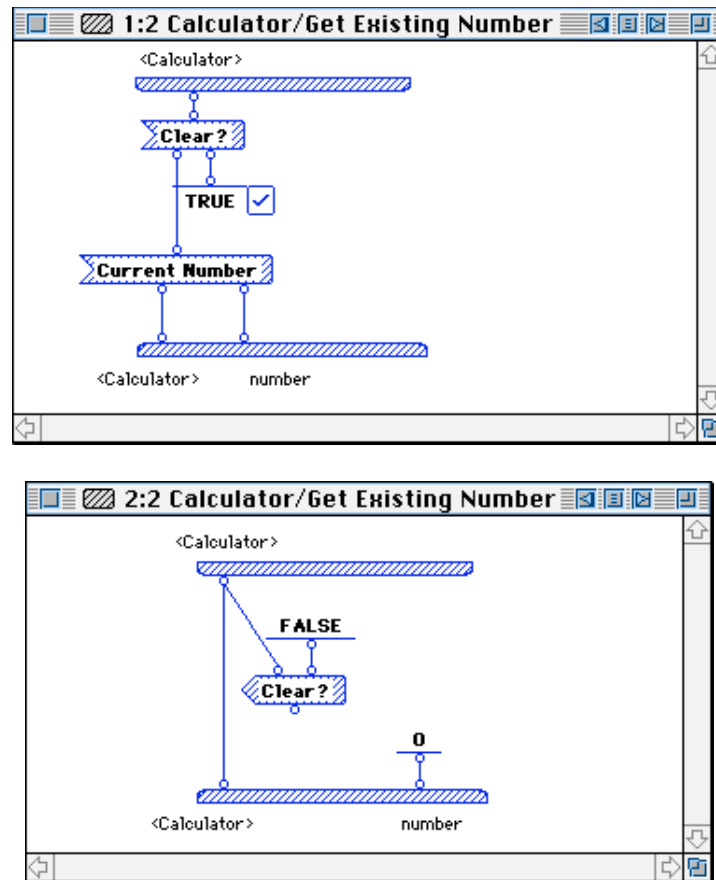 1:2 Calculator/Get Existing Number
<Calculator>
Clear?
TRUE
Current Number
<Calculator> number
2:2 Calculator/Get Existing Number
<Calculator>
FALSE
Clear?
0
<Calculator> number